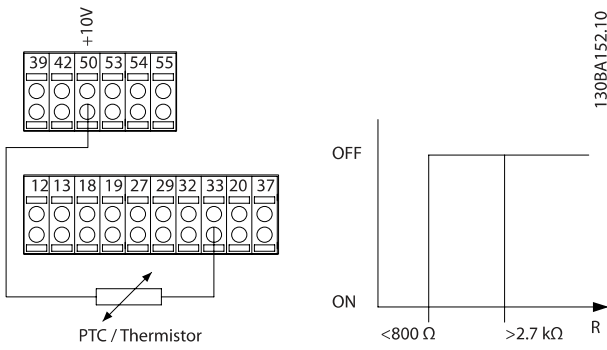 +10V
39 42 50 53 54 55
12 13 18 19 27 29 32 33 20 37
PTC / Thermistor
130BA152.10
OFF
ON
<800 Ω >2.7 kΩ R